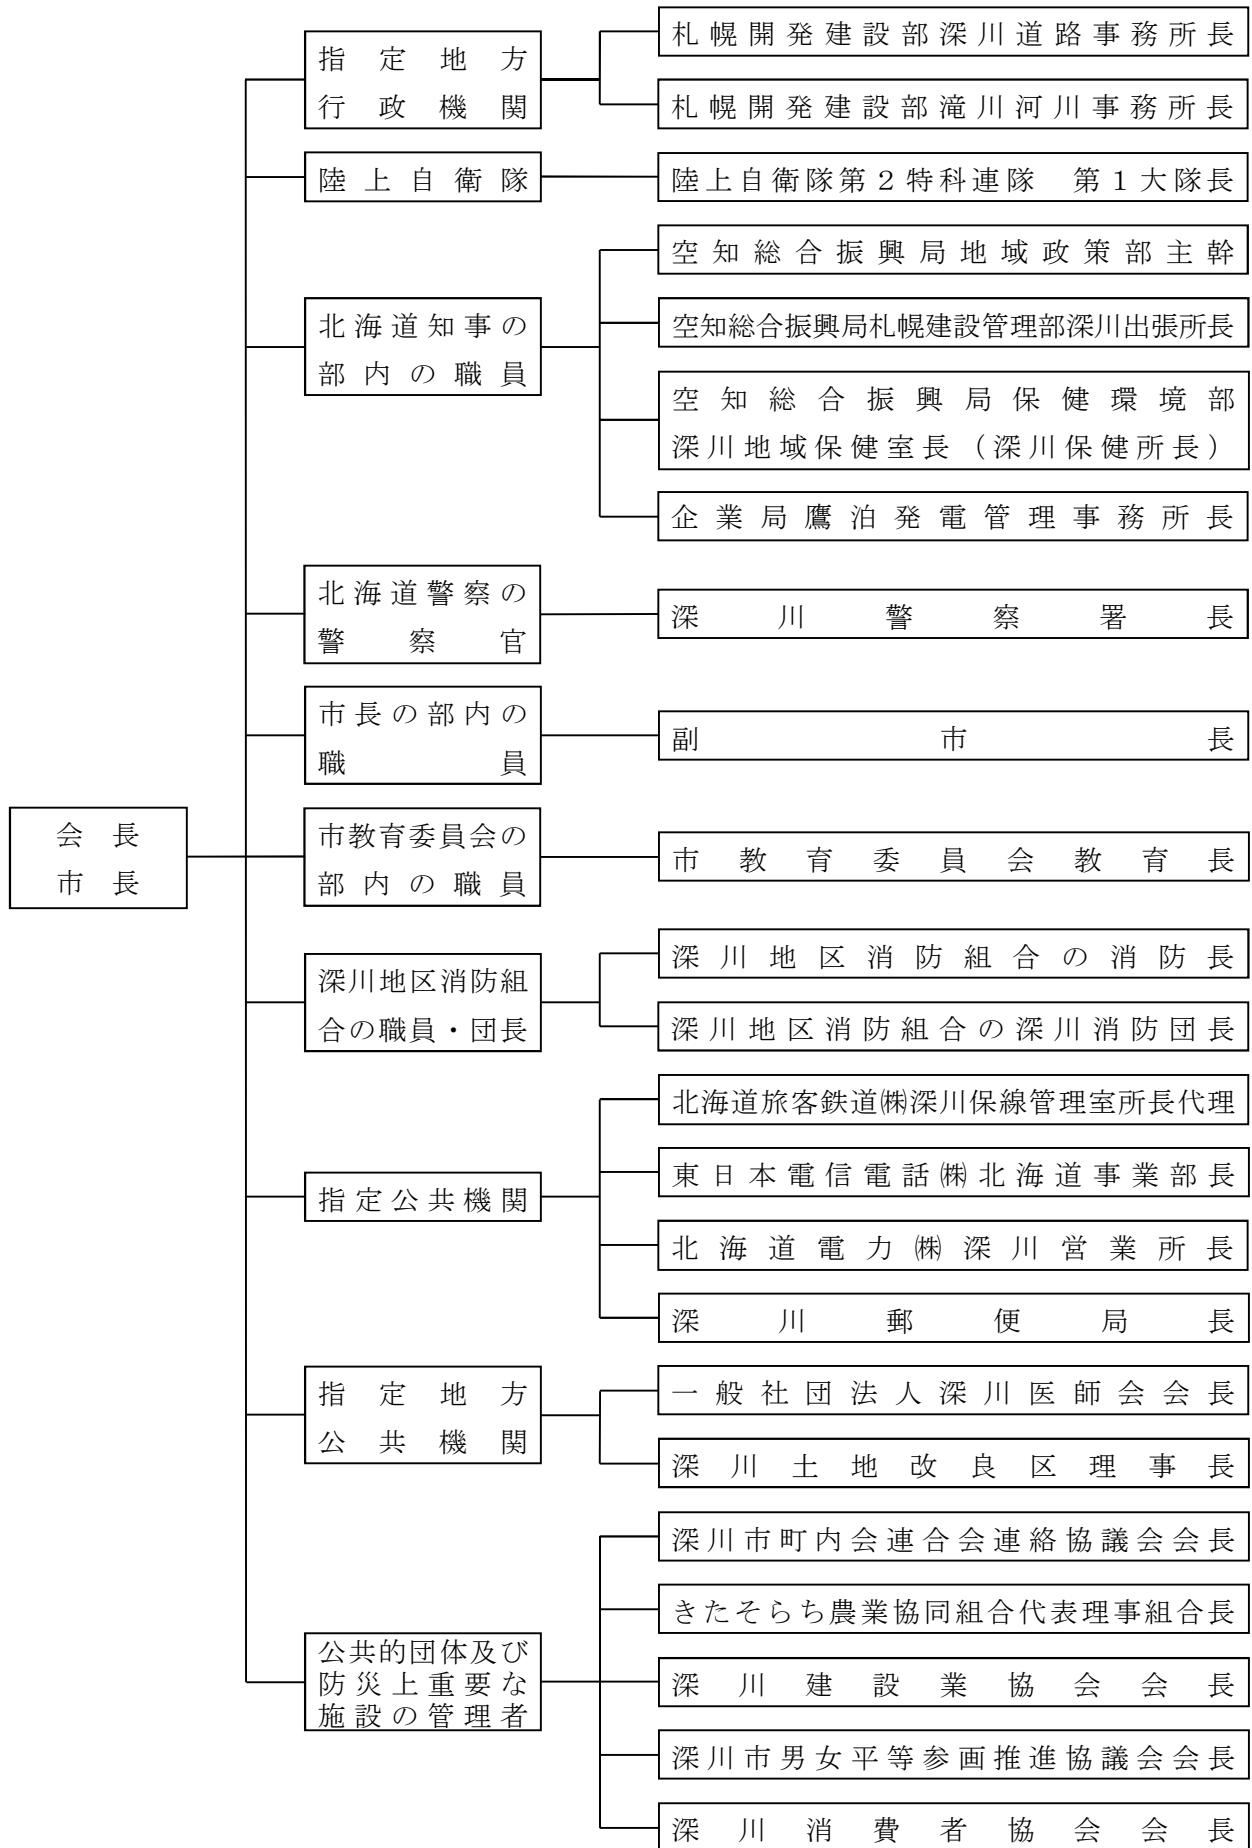 会長
市長
指定地方
行政機関
札幌開発建設部深川道路事務所長
札幌開発建設部滝川河川事務所長
陸上自衛隊
陸上自衛隊第２特科連隊　第１大隊長
北海道知事の
部内の職員
空知総合振興局地域政策部主幹
空知総合振興局札幌建設管理部深川出張所長
空知総合振興局保健環境部
深川地域保健室長（深川保健所長）
企業局鷹泊発電管理事務所長
北海道警察の
警察官
深川警察署長
市長の部内の
職員
副市長
市教育委員会の
部内の職員
市教育委員会教育長
深川地区消防組
合の職員・団長
深川地区消防組合の消防長
深川地区消防組合の深川消防団長
指定公共機関
北海道旅客鉄道㈱深川保線管理室所長代理
東日本電信電話㈱北海道事業部長
北海道電力㈱深川営業所長
深川郵便局長
指定地方
公共機関
一般社団法人深川医師会会長
深川土地改良区理事長
公共的団体及び
防災上重要な
施設の管理者
深川市町内会連合会連絡協議会会長
きたそらち農業協同組合代表理事組合長
深川建設業協会会長
深川市男女平等参画推進協議会会長
深川消費者協会会長